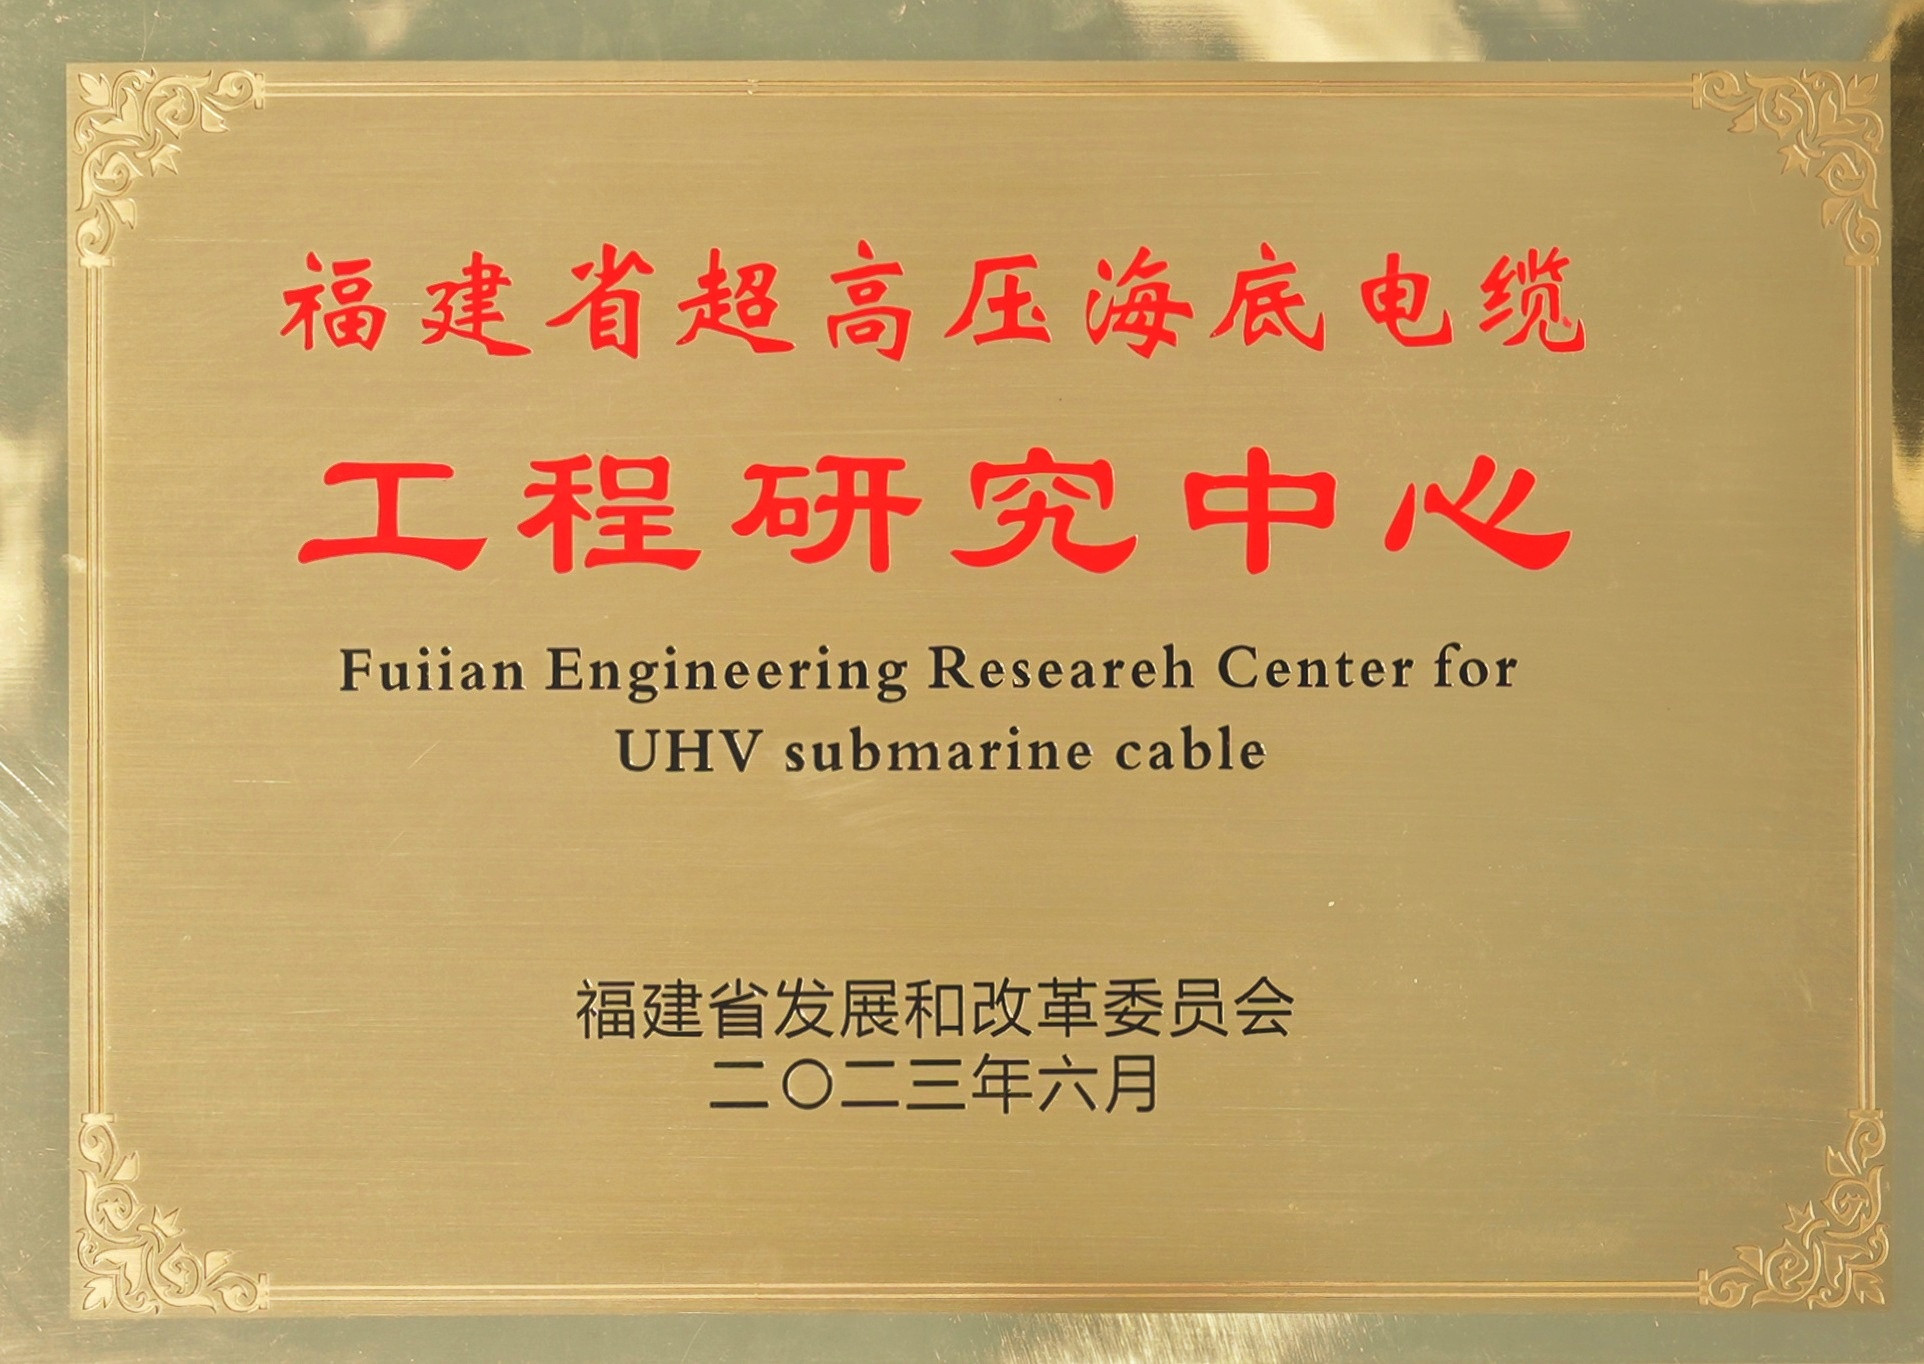 福建省超高压海底电缆
工程研究中心
Fuiian Engineering Researeh Center for
UHV submarine cable
福建省发展和改革委员会
二〇二三年六月